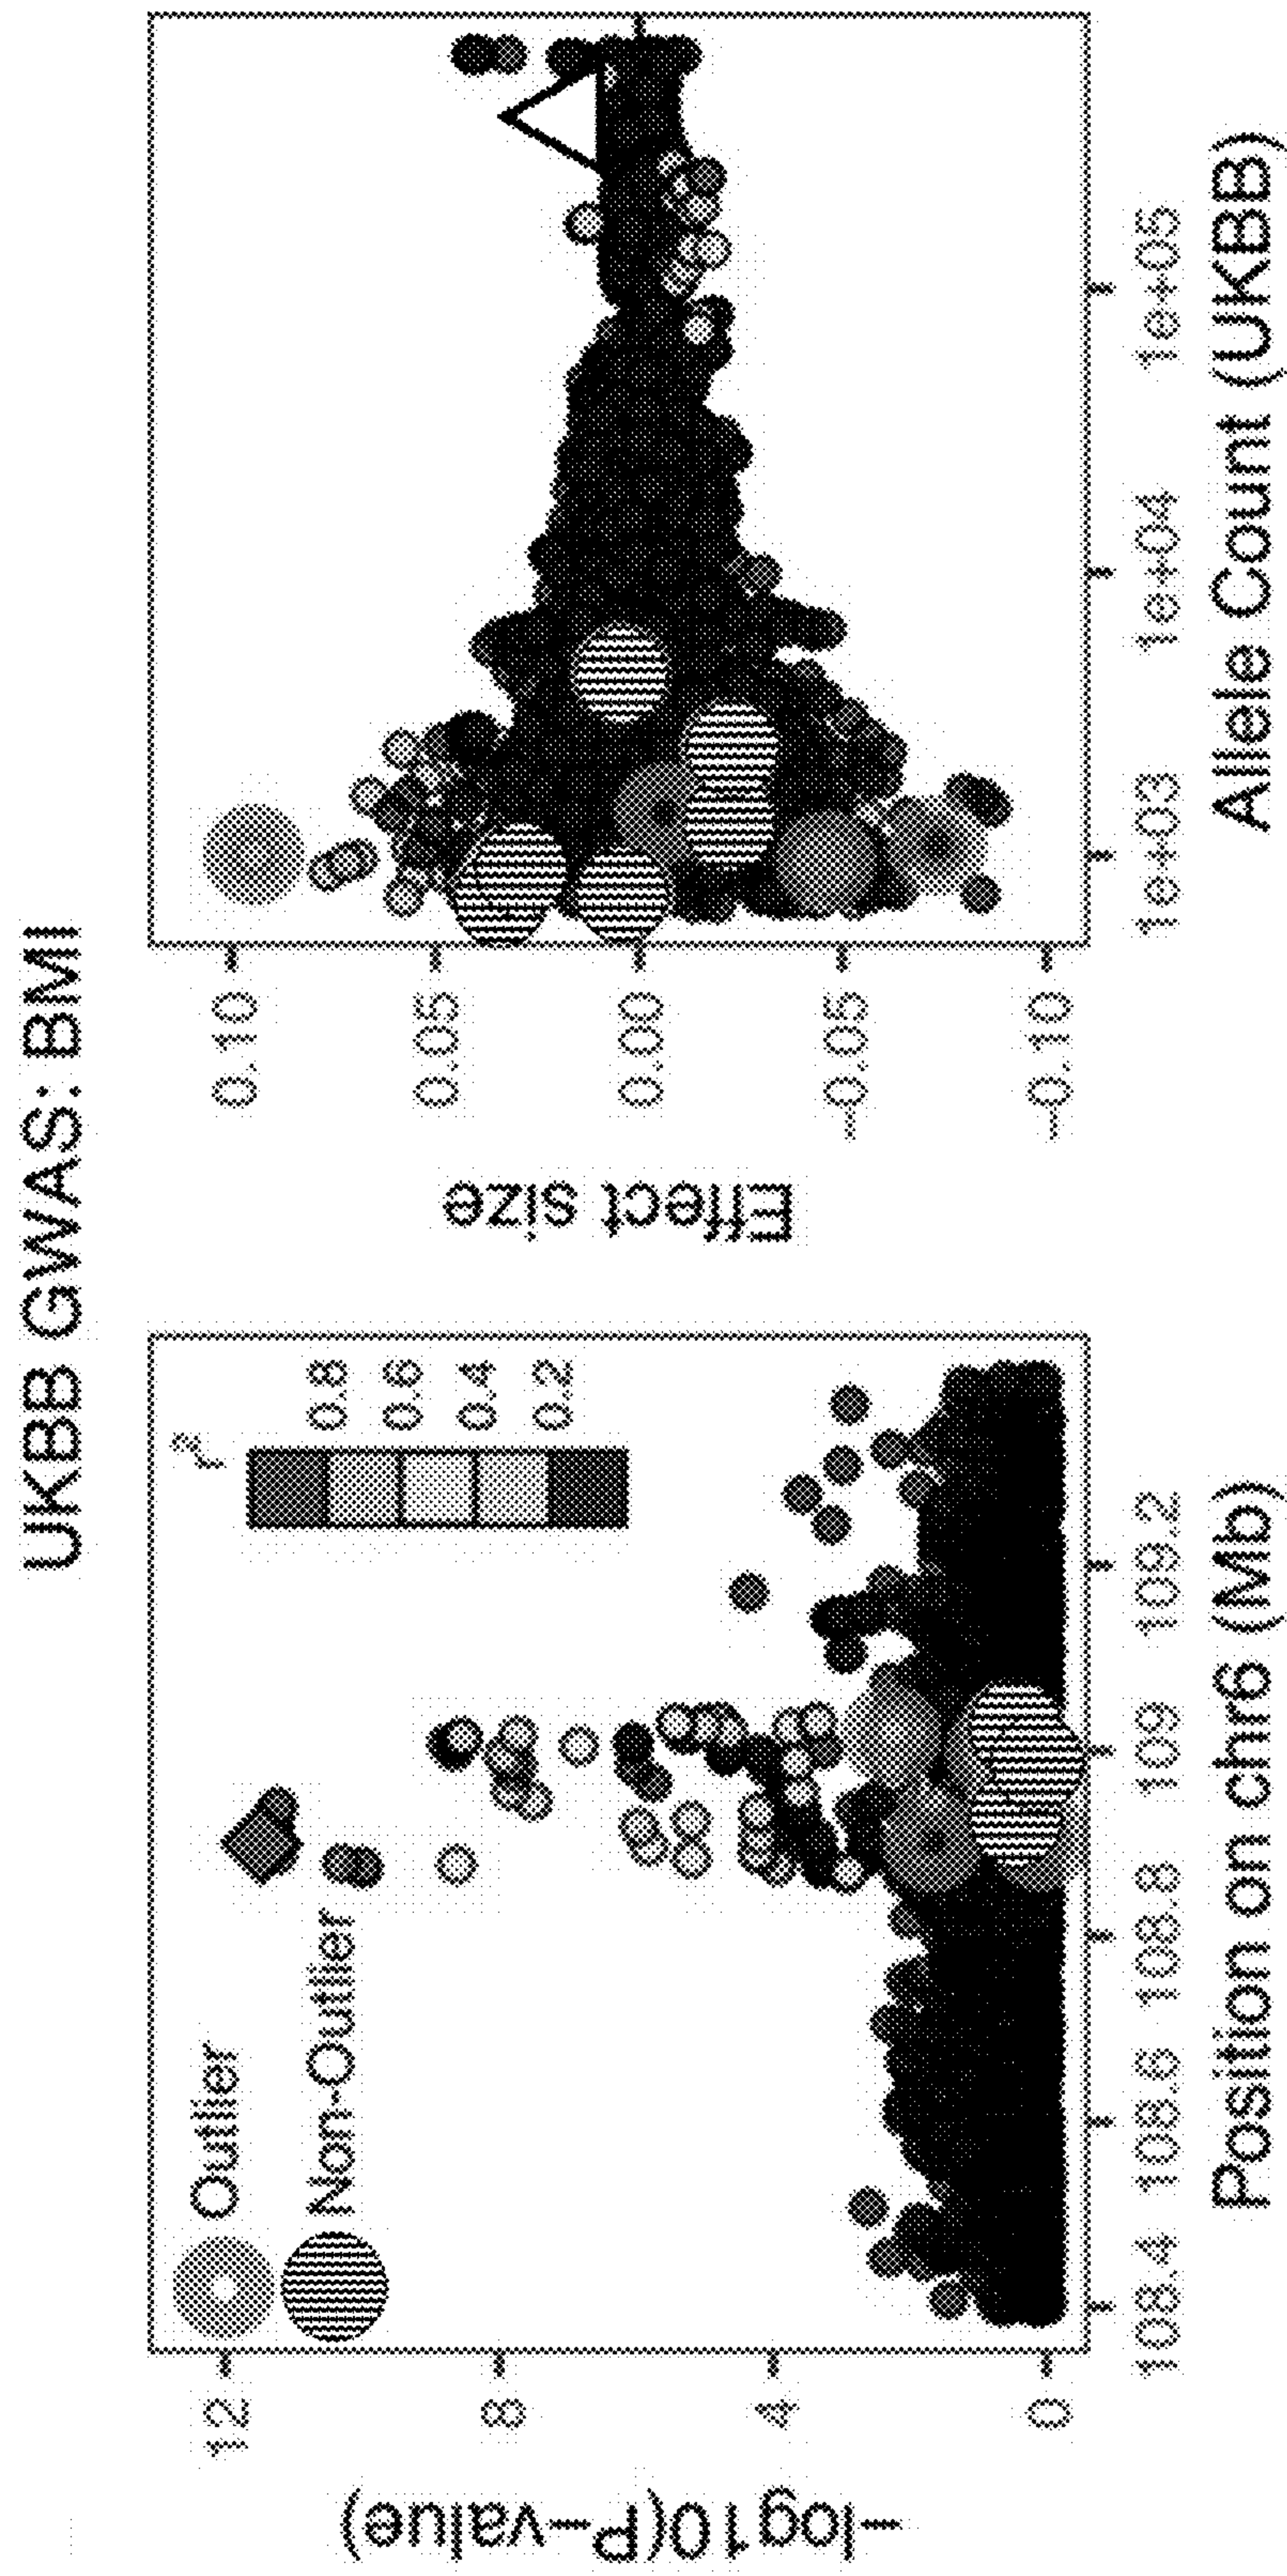 UKBB GWAS: BMI
−log10(P−value)
12
8
4
0
Outlier
Non-Outlier
r²
0.8
0.6
0.4
0.2
108.4 108.6 108.8 109 109.2
Position on chr6 (Mb)
Effect size
0.10
0.05
0.00
−0.05
−0.10
1e+03 1e+04 1e+05
Allele Count (UKBB)